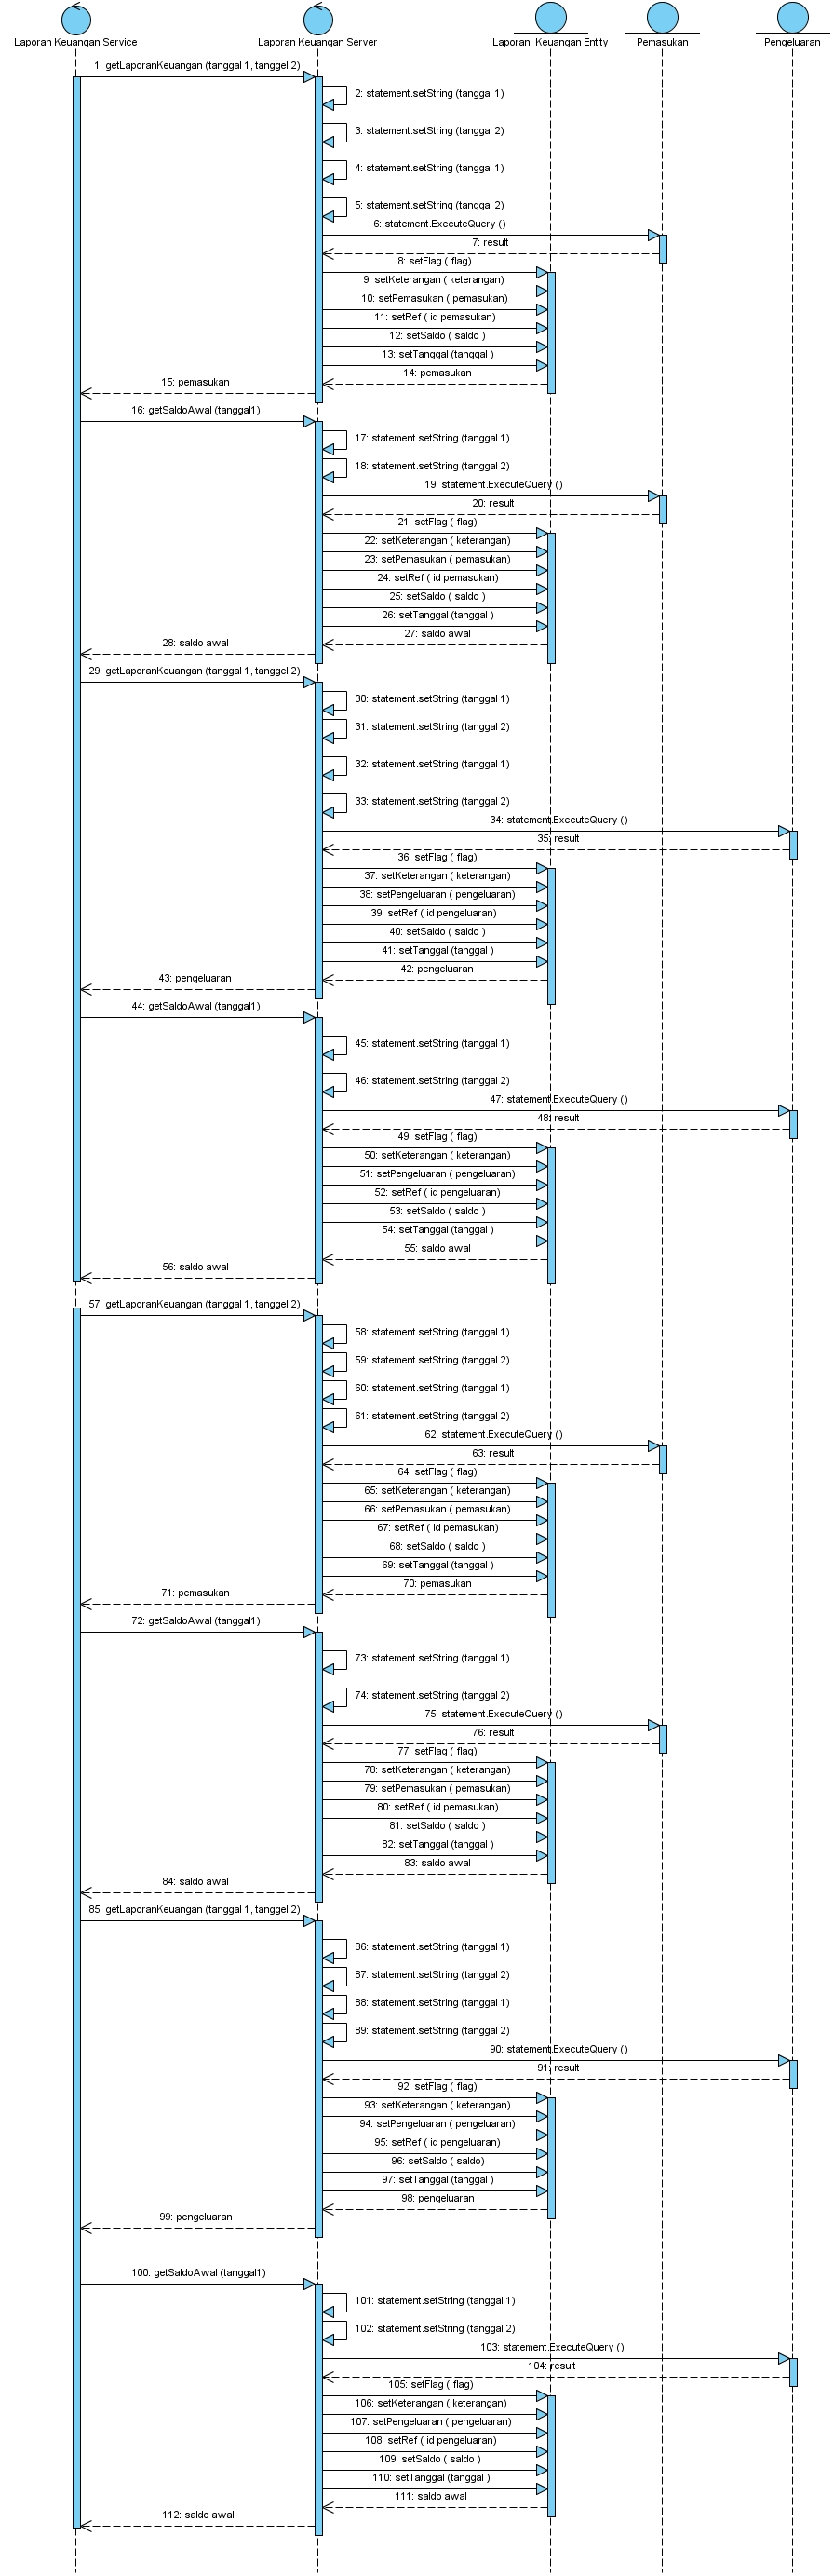 Laporan Keuangan Service
Laporan Keuangan Server
Laporan Keuangan Entity
Pemasukan
Pengeluaran
1: getLaporanKeuangan (tanggal 1, tanggel 2)
2: statement.setString (tanggal 1)
3: statement.setString (tanggal 2)
4: statement.setString (tanggal 1)
5: statement.setString (tanggal 2)
6: statement.ExecuteQuery ()
7: result
8: setFlag ( flag)
9: setKeterangan ( keterangan)
10: setPemasukan ( pemasukan)
11: setRef ( id pemasukan)
12: setSaldo ( saldo )
13: setTanggal (tanggal )
14: pemasukan
15: pemasukan
16: getSaldoAwal (tanggal1)
17: statement.setString (tanggal 1)
18: statement.setString (tanggal 2)
19: statement.ExecuteQuery ()
20: result
21: setFlag ( flag)
22: setKeterangan ( keterangan)
23: setPemasukan ( pemasukan)
24: setRef ( id pemasukan)
25: setSaldo ( saldo )
26: setTanggal (tanggal )
27: saldo awal
28: saldo awal
29: getLaporanKeuangan (tanggal 1, tanggel 2)
30: statement.setString (tanggal 1)
31: statement.setString (tanggal 2)
32: statement.setString (tanggal 1)
33: statement.setString (tanggal 2)
34: statement.ExecuteQuery ()
35: result
36: setFlag ( flag)
37: setKeterangan ( keterangan)
38: setPengeluaran ( pengeluaran)
39: setRef ( id pengeluaran)
40: setSaldo ( saldo )
41: setTanggal (tanggal )
42: pengeluaran
43: pengeluaran
44: getSaldoAwal (tanggal1)
45: statement.setString (tanggal 1)
46: statement.setString (tanggal 2)
47: statement.ExecuteQuery ()
48: result
49: setFlag ( flag)
50: setKeterangan ( keterangan)
51: setPengeluaran ( pengeluaran)
52: setRef ( id pengeluaran)
53: setSaldo ( saldo )
54: setTanggal (tanggal )
55: saldo awal
56: saldo awal
57: getLaporanKeuangan (tanggal 1, tanggel 2)
58: statement.setString (tanggal 1)
59: statement.setString (tanggal 2)
60: statement.setString (tanggal 1)
61: statement.setString (tanggal 2)
62: statement.ExecuteQuery ()
63: result
64: setFlag ( flag)
65: setKeterangan ( keterangan)
66: setPemasukan ( pemasukan)
67: setRef ( id pemasukan)
68: setSaldo ( saldo )
69: setTanggal (tanggal )
70: pemasukan
71: pemasukan
72: getSaldoAwal (tanggal1)
73: statement.setString (tanggal 1)
74: statement.setString (tanggal 2)
75: statement.ExecuteQuery ()
76: result
77: setFlag ( flag)
78: setKeterangan ( keterangan)
79: setPemasukan ( pemasukan)
80: setRef ( id pemasukan)
81: setSaldo ( saldo )
82: setTanggal (tanggal )
83: saldo awal
84: saldo awal
85: getLaporanKeuangan (tanggal 1, tanggel 2)
86: statement.setString (tanggal 1)
87: statement.setString (tanggal 2)
88: statement.setString (tanggal 1)
89: statement.setString (tanggal 2)
90: statement.ExecuteQuery ()
91: result
92: setFlag ( flag)
93: setKeterangan ( keterangan)
94: setPengeluaran ( pengeluaran)
95: setRef ( id pengeluaran)
96: setSaldo ( saldo)
97: setTanggal (tanggal )
98: pengeluaran
99: pengeluaran
100: getSaldoAwal (tanggal1)
101: statement.setString (tanggal 1)
102: statement.setString (tanggal 2)
103: statement.ExecuteQuery ()
104: result
105: setFlag ( flag)
106: setKeterangan ( keterangan)
107: setPengeluaran ( pengeluaran)
108: setRef ( id pengeluaran)
109: setSaldo ( saldo )
110: setTanggal (tanggal )
111: saldo awal
112: saldo awal